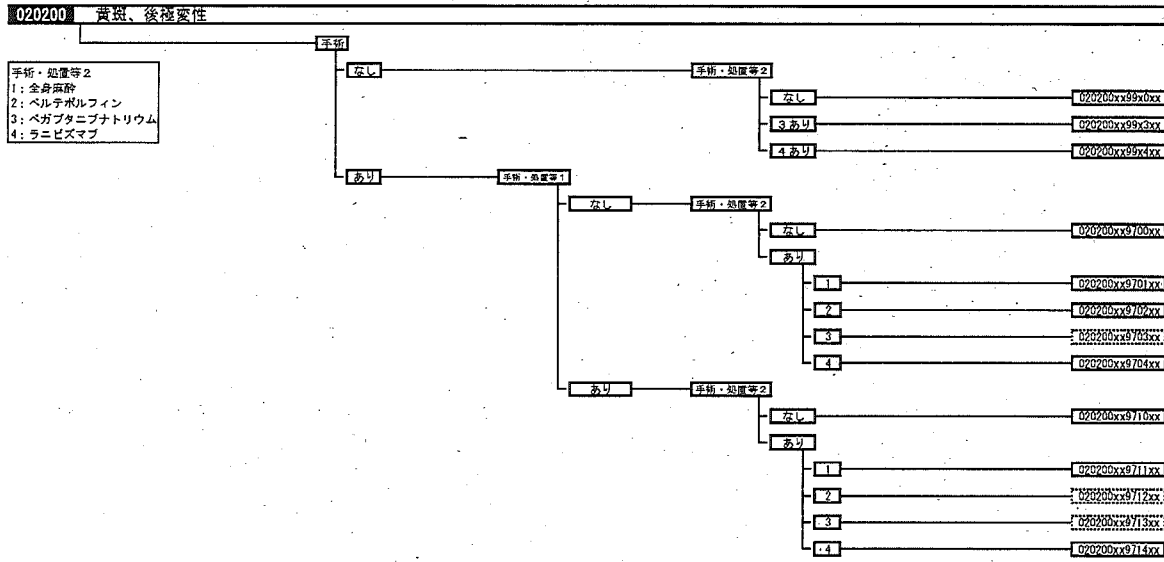 020200 黄斑、後極変性
手術
手術・処置等2
1:全身麻酔
2:ベルテポルフィン
3:ペガプタニブナトリウム
4:ラニビズマブ
なし 手術・処置等2
なし 020200xx99x0xx
3あり 020200xx99x3xx
4あり 020200xx99x4xx
あり 手術・処置等1
なし 手術・処置等2
なし 020200xx9700xx
あり
1 020200xx9701xx
2 020200xx9702xx
3 020200xx9703xx
4 020200xx9704xx
あり 手術・処置等2
なし 020200xx9710xx
あり
1 020200xx9711xx
2 020200xx9712xx
3 020200xx9713xx
4 020200xx9714xx